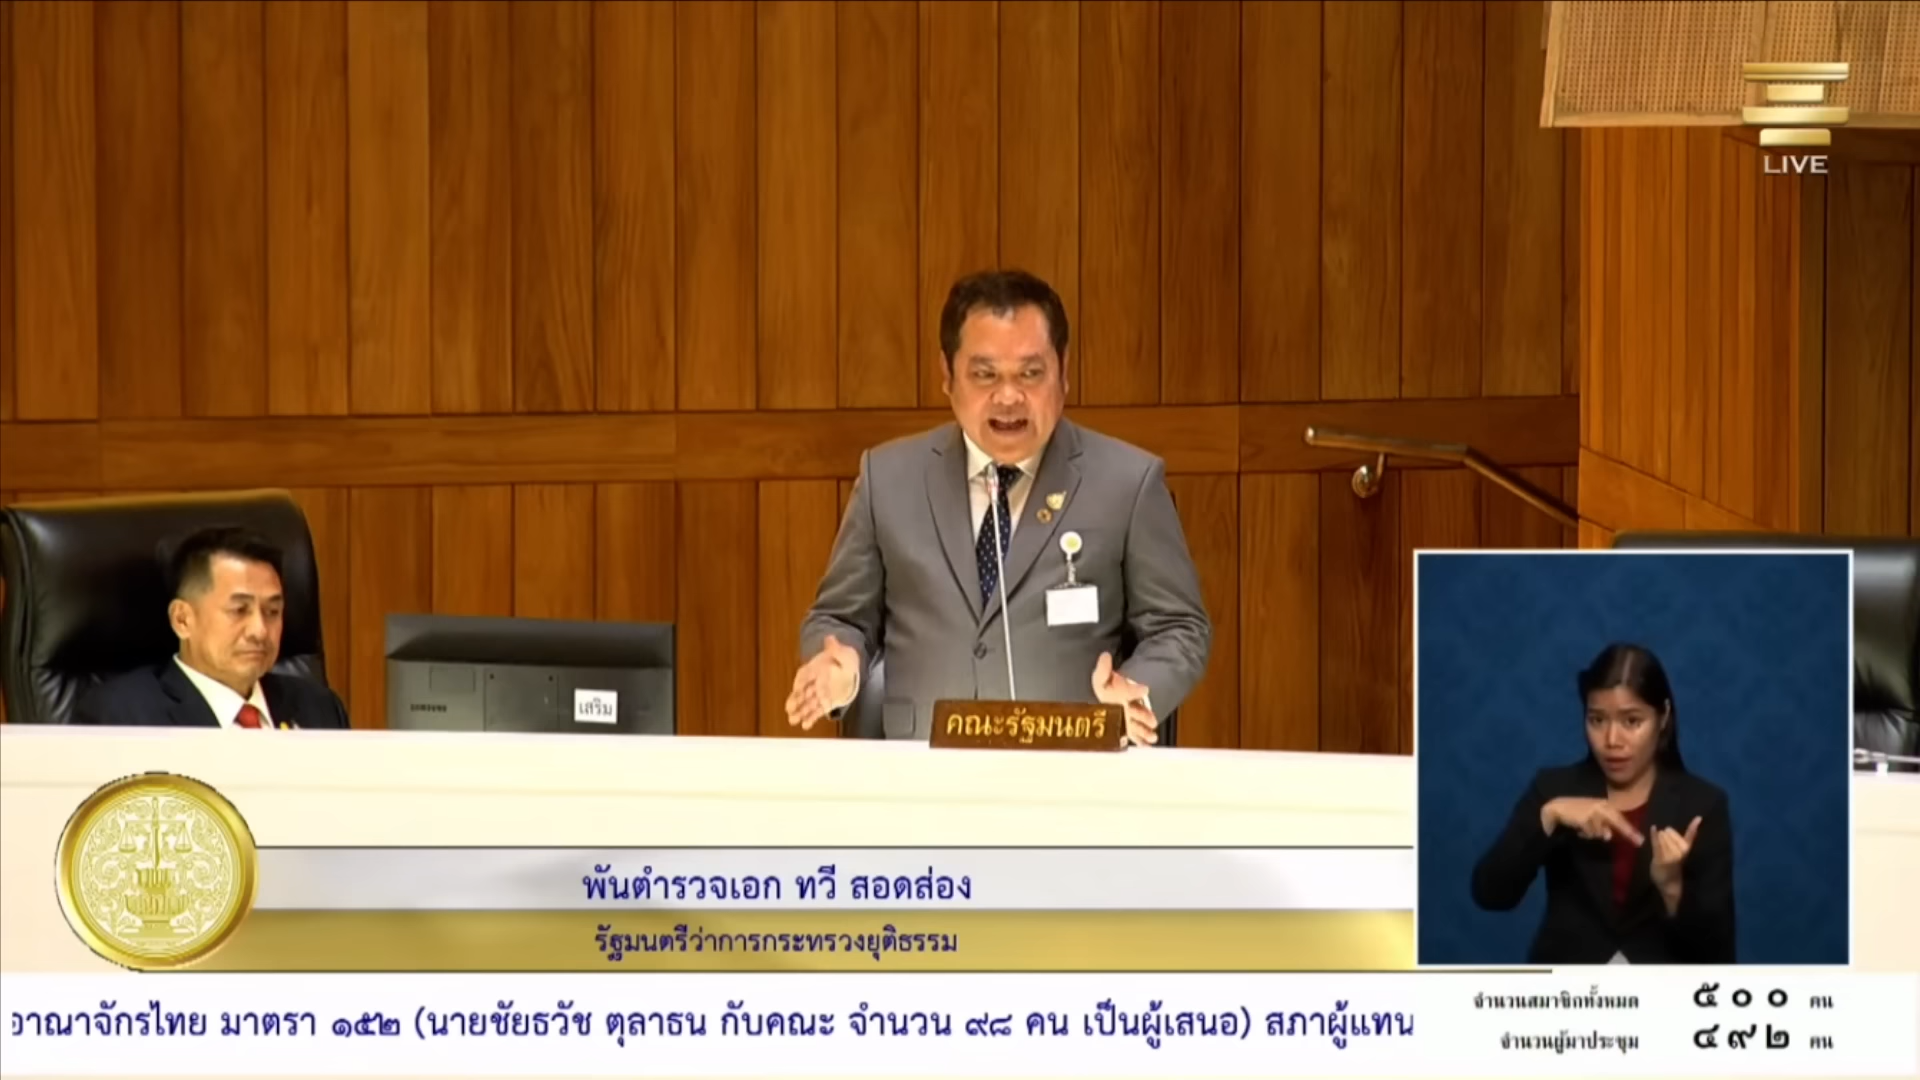 LIVE
SAMSUNG
เสริม
คณะรัฐมนตรี
พันตำรวจเอก ทวี สอดส่อง
รัฐมนตรีว่าการกระทรวงยุติธรรม
อาณาจักรไทย มาตรา ๑๕๒ (นายชัยธวัช ตุลาธน กับคณะ จำนวน ๙๘ คน เป็นผู้เสนอ) สภาผู้แทน
จำนวนสมาชิกทั้งหมด ๕๐๐ คน
จำนวนผู้มาประชุม ๔๙๒ คน